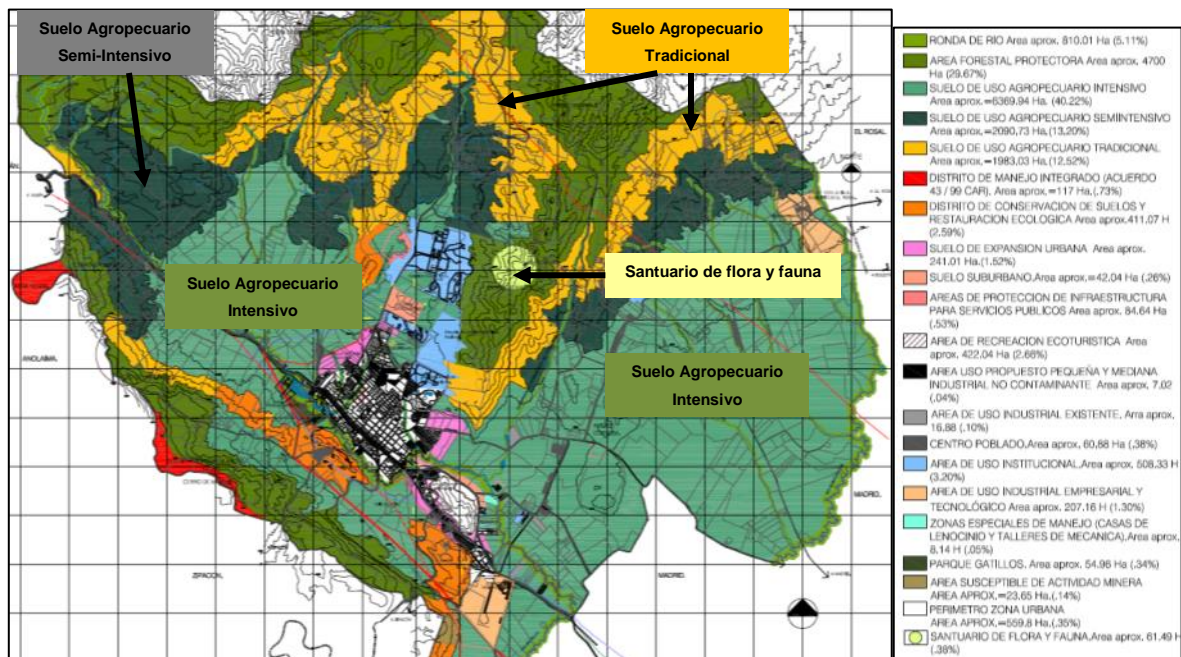 Suelo Agropecuario
Semi-Intensivo
Suelo Agropecuario
Tradicional
Santuario de flora y fauna
Suelo Agropecuario
Intensivo
Suelo Agropecuario
Intensivo
EL ROSAL
ANOLAIMA.
ZIPACON.
MADRID.
MADRID.
RONDA DE RIO Area aprox. 810.01 Ha (5.11%)
AREA FORESTAL PROTECTORA Area aprox. 4700
Ha (29.67%)
SUELO DE USO AGROPECUARIO INTENSIVO
Area aprox.=6369.94 Ha. (40.22%)
SUELO DE USO AGROPECUARIO SEMIINTENSIVO
Area aprox.=2090,73 (13,20%)
SUELO DE USO AGROPECUARIO TRADICIONAL
Area aprox.=1983,03 Ha (12,52%)
DISTRITO DE MANEJO INTEGRADO (ACUERDO
43 / 99 CAR). Area aprox.=117 Ha.(.73%)
DISTRITO DE CONSERVACION DE SUELOS Y
RESTAURACION ECOLOGICA Area aprox.411.07 H
(2.59%)
SUELO DE EXPANSION URBANA Area aprox.
241.01 Ha.(1.52%)
SUELO SUBURBANO.Area aprox.=42.04 Ha (.26%)
AREAS DE PROTECCION DE INFRAESTRUCTURA
PARA SERVICIOS PUBLICOS Area aprox. 84.64 Ha
(.53%)
AREA DE RECREACION ECOTURISTICA Area
aprox. 422.04 Ha (2.66%)
AREA USO PROPUESTO PEQUEÑA Y MEDIANA
INDUSTRIAL NO CONTAMINANTE Area aprox. 7.02
(.04%)
AREA DE USO INDUSTRIAL EXISTENTE. Arra aprox.
16.88 (.10%)
CENTRO POBLADO.Area aprox. 60.68 Ha (.38%)
AREA DE USO INSTITUCIONAL.Area aprox. 508.33 H
(3.20%)
AREA DE USO INDUSTRIAL EMPRESARIAL Y
TECNOLÓGICO Area aprox. 207.16 H (1.30%)
ZONAS ESPECIALES DE MANEJO (CASAS DE
LENOCINIO Y TALLERES DE MECANICA).Area aprox.
8.14 H (.05%)
PARQUE GATILLOS. Area aprox. 54.96 Ha (.34%)
AREA SUSCEPTIBLE DE ACTIVIDAD MINERA
AREA APROX.=23.65 Ha.(.14%)
PERIMETRO ZONA URBANA
AREA APROX.=559.8 Ha.(.35%)
SANTUARIO DE FLORA Y FAUNA.Area aprox. 61.49 H
(.38%)